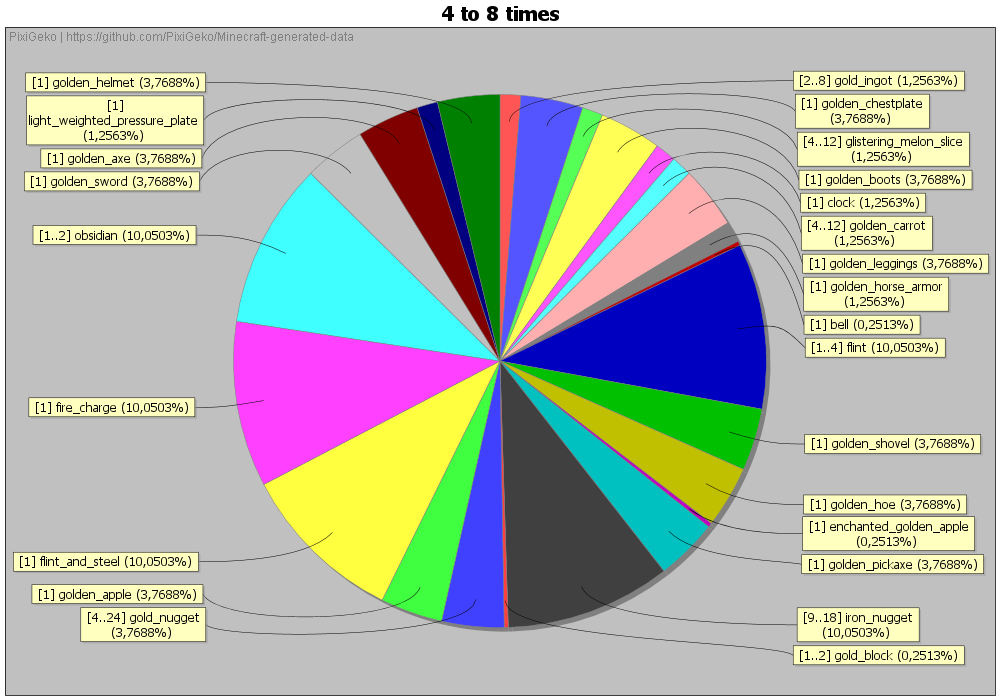 4 to 8 times
PixiGeko | https://github.com/PixiGeko/Minecraft-generated-data
[1] golden_helmet (3,7688%)
[1]
light_weighted_pressure_plate
(1,2563%)
[1] golden_axe (3,7688%)
[1] golden_sword (3,7688%)
[1..2] obsidian (10,0503%)
[1] fire_charge (10,0503%)
[1] flint_and_steel (10,0503%)
[1] golden_apple (3,7688%)
[4..24] gold_nugget
(3,7688%)
[2..8] gold_ingot (1,2563%)
[1] golden_chestplate
(3,7688%)
[4..12] glistering_melon_slice
(1,2563%)
[1] golden_boots (3,7688%)
[1] clock (1,2563%)
[4..12] golden_carrot
(1,2563%)
[1] golden_leggings (3,7688%)
[1] golden_horse_armor
(1,2563%)
[1] bell (0,2513%)
[1..4] flint (10,0503%)
[1] golden_shovel (3,7688%)
[1] golden_hoe (3,7688%)
[1] enchanted_golden_apple
(0,2513%)
[1] golden_pickaxe (3,7688%)
[9..18] iron_nugget
(10,0503%)
[1..2] gold_block (0,2513%)